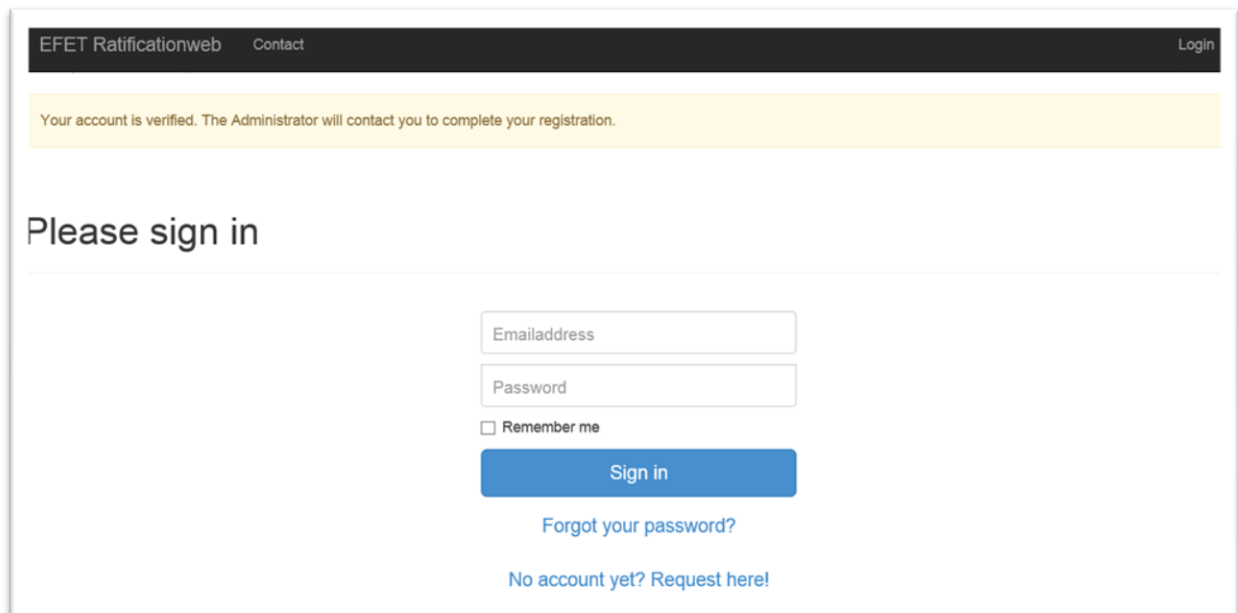 EFET Ratificationweb Contact Login
Your account is verified. The Administrator will contact you to complete your registration.
Please sign in
Emailaddress
Password
Remember me
Sign in
Forgot your password?
No account yet? Request here!